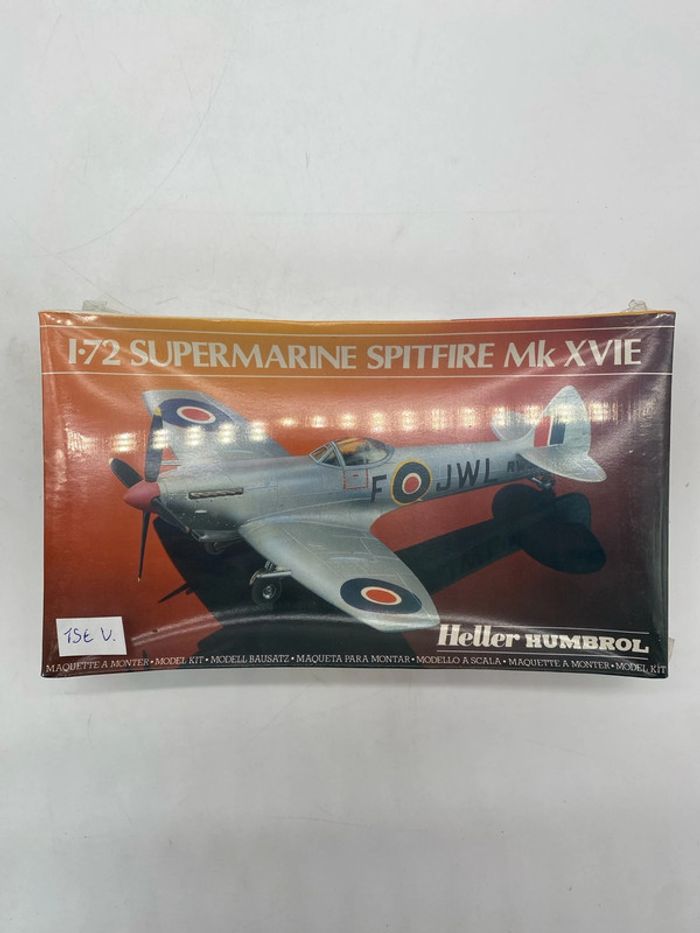 1·72 SUPERMARINE SPITFIRE Mk XVIE
F JWL
15€ V.
Heller HUMBROL
MAQUETTE A MONTER • MODEL KIT • MODELL BAUSATZ • MAQUETA PARA MONTAR • MODELLO A SCALA • MAQUETTE A MONTER • MODEL KIT